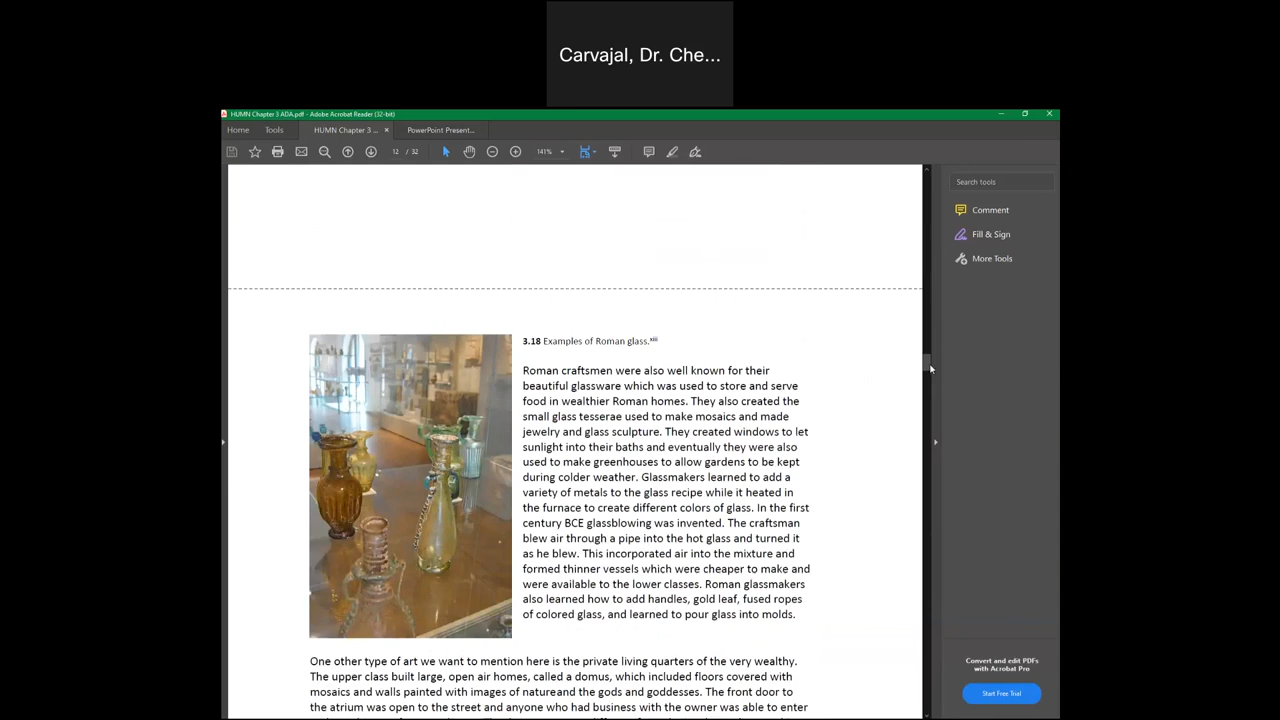 Carvajal, Dr. Che...
HUMN Chapter 3 ADA.pdf - Adobe Acrobat Reader (32-bit)
Home Tools HUMN Chapter 3 ... × PowerPoint Present...
12 / 32 141%
Search tools
Comment
Fill & Sign
More Tools
3.18 Examples of Roman glass.xiii
Roman craftsmen were also well known for their
beautiful glassware which was used to store and serve
food in wealthier Roman homes. They also created the
small glass tesserae used to make mosaics and made
jewelry and glass sculpture. They created windows to let
sunlight into their baths and eventually they were also
used to make greenhouses to allow gardens to be kept
during colder weather. Glassmakers learned to add a
variety of metals to the glass recipe while it heated in
the furnace to create different colors of glass. In the first
century BCE glassblowing was invented. The craftsman
blew air through a pipe into the hot glass and turned it
as he blew. This incorporated air into the mixture and
formed thinner vessels which were cheaper to make and
were available to the lower classes. Roman glassmakers
also learned how to add handles, gold leaf, fused ropes
of colored glass, and learned to pour glass into molds.
One other type of art we want to mention here is the private living quarters of the very wealthy.
The upper class built large, open air homes, called a domus, which included floors covered with
mosaics and walls painted with images of natureand the gods and goddesses. The front door to
the atrium was open to the street and anyone who had business with the owner was able to enter
Convert and edit PDFs
with Acrobat Pro
Start Free Trial